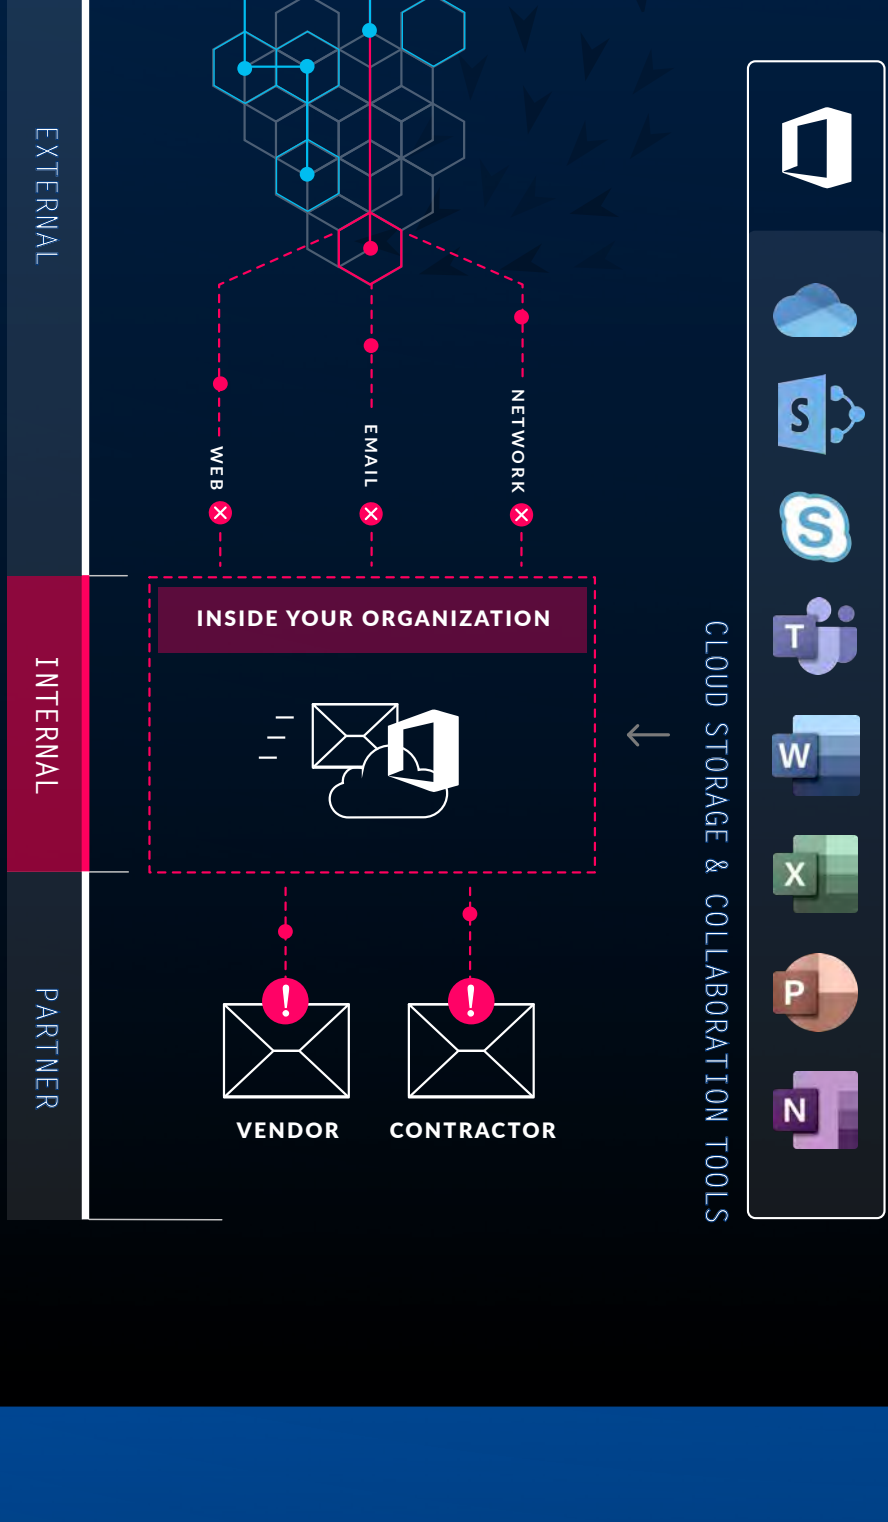 EXTERNAL
WEB
EMAIL
NETWORK
INTERNAL
INSIDE YOUR ORGANIZATION
PARTNER
!
!
VENDOR
CONTRACTOR
CLOUD STORAGE & COLLABORATION TOOLS
S
S
T
W
X
P
N